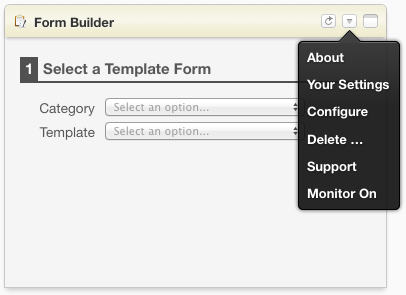 Form Builder
About
Your Settings
Configure
Delete ...
Support
Monitor On
1 Select a Template Form
Category Select an option...
Template Select an option...